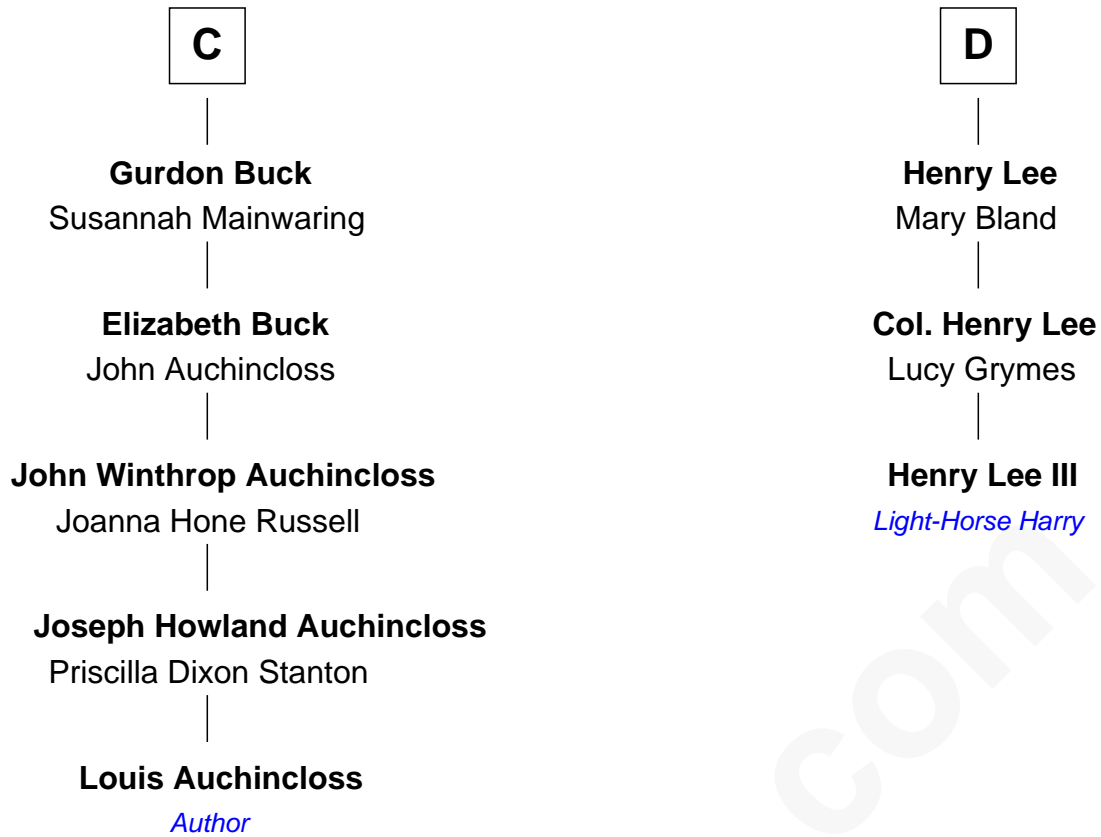 C
Gurdon Buck
Susannah Mainwaring
Elizabeth Buck
John Auchincloss
John Winthrop Auchincloss
Joanna Hone Russell
Joseph Howland Auchincloss
Priscilla Dixon Stanton
Louis Auchincloss
Author
D
Henry Lee
Mary Bland
Col. Henry Lee
Lucy Grymes
Henry Lee III
Light-Horse Harry
com